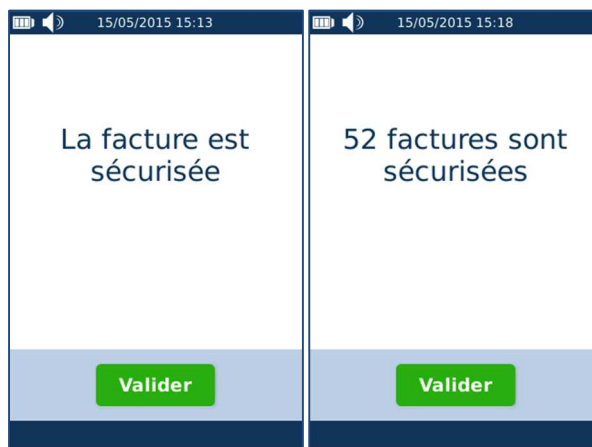 15/05/2015 15:13
La facture est
sécurisée
Valider
15/05/2015 15:18
52 factures sont
sécurisées
Valider